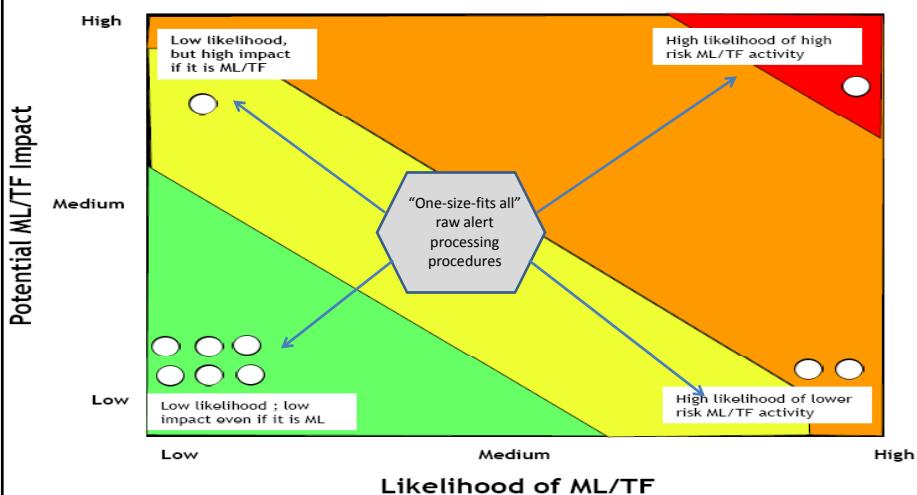 High
Low likelihood,
but high impact
if it is ML/TF
High likelihood of high
risk ML/TF activity
Potential ML/TF Impact
Medium
“One-size-fits all”
raw alert
processing
procedures
Low
Low likelihood ; low
impact even if it is ML
High likelihood of lower
risk ML/TF activity
Low
Medium
High
Likelihood of ML/TF